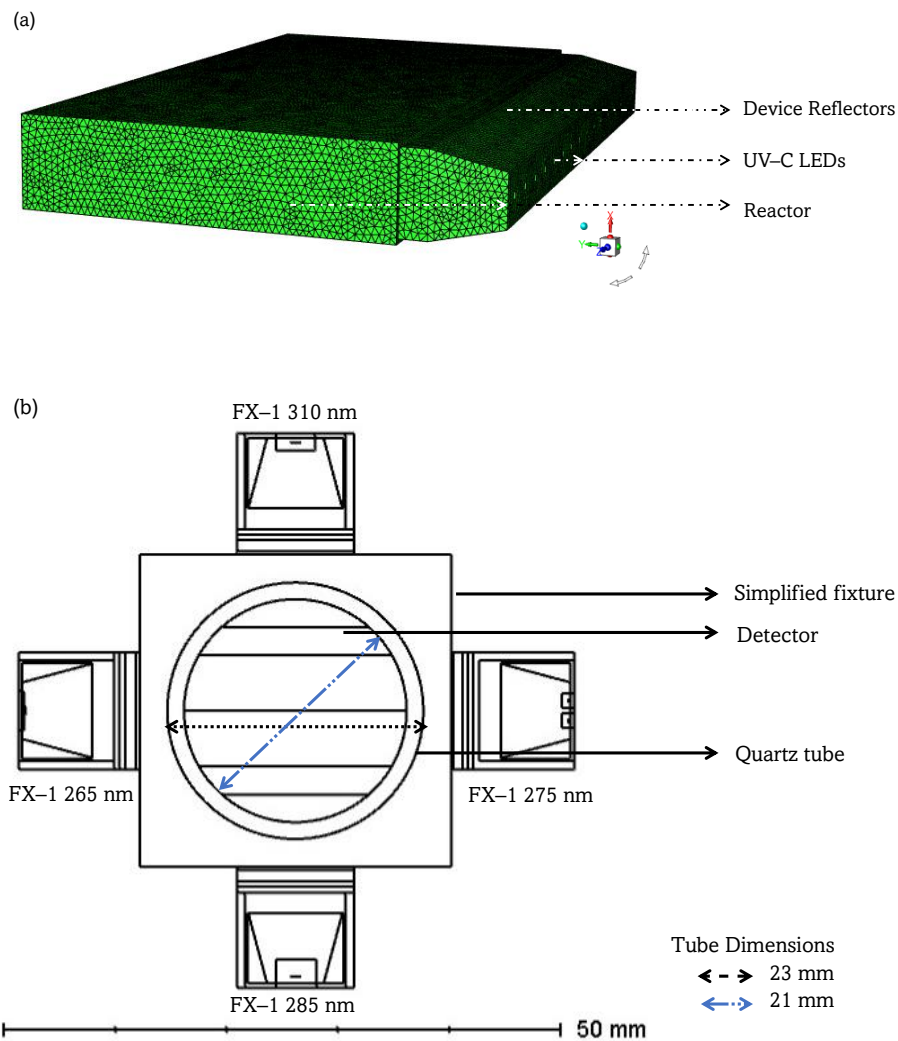 (a)
Device Reflectors
UV–C LEDs
Reactor
X
Y
Z
(b)
FX–1 310 nm
Simplified fixture
Detector
Quartz tube
FX–1 265 nm
FX–1 275 nm
FX–1 285 nm
Tube Dimensions
23 mm
21 mm
50 mm